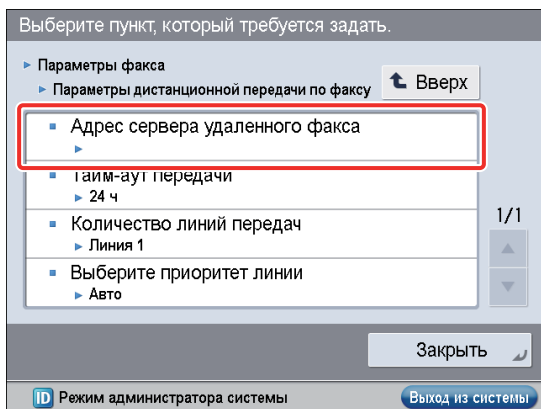 Выберите пункт, который требуется задать.
Параметры факса
Параметры дистанционной передачи по факсу
Вверх
Адрес сервера удаленного факса
Тайм-аут передачи
24 ч
Количество линий передач
Линия 1
1/1
Выберите приоритет линии
Авто
Закрыть
ID Режим администратора системы
Выход из системы